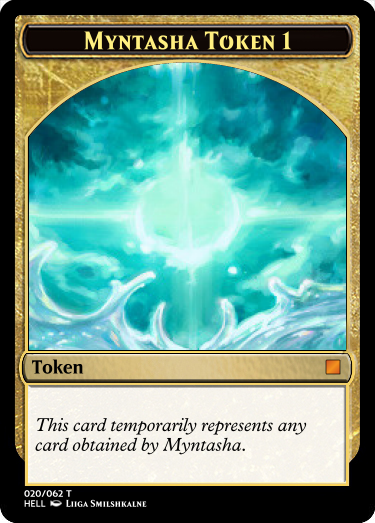 Myntasha Token 1
Token
This card temporarily represents any
card obtained by Myntasha.
020/062 T
HELL Liiga Smilshkalne